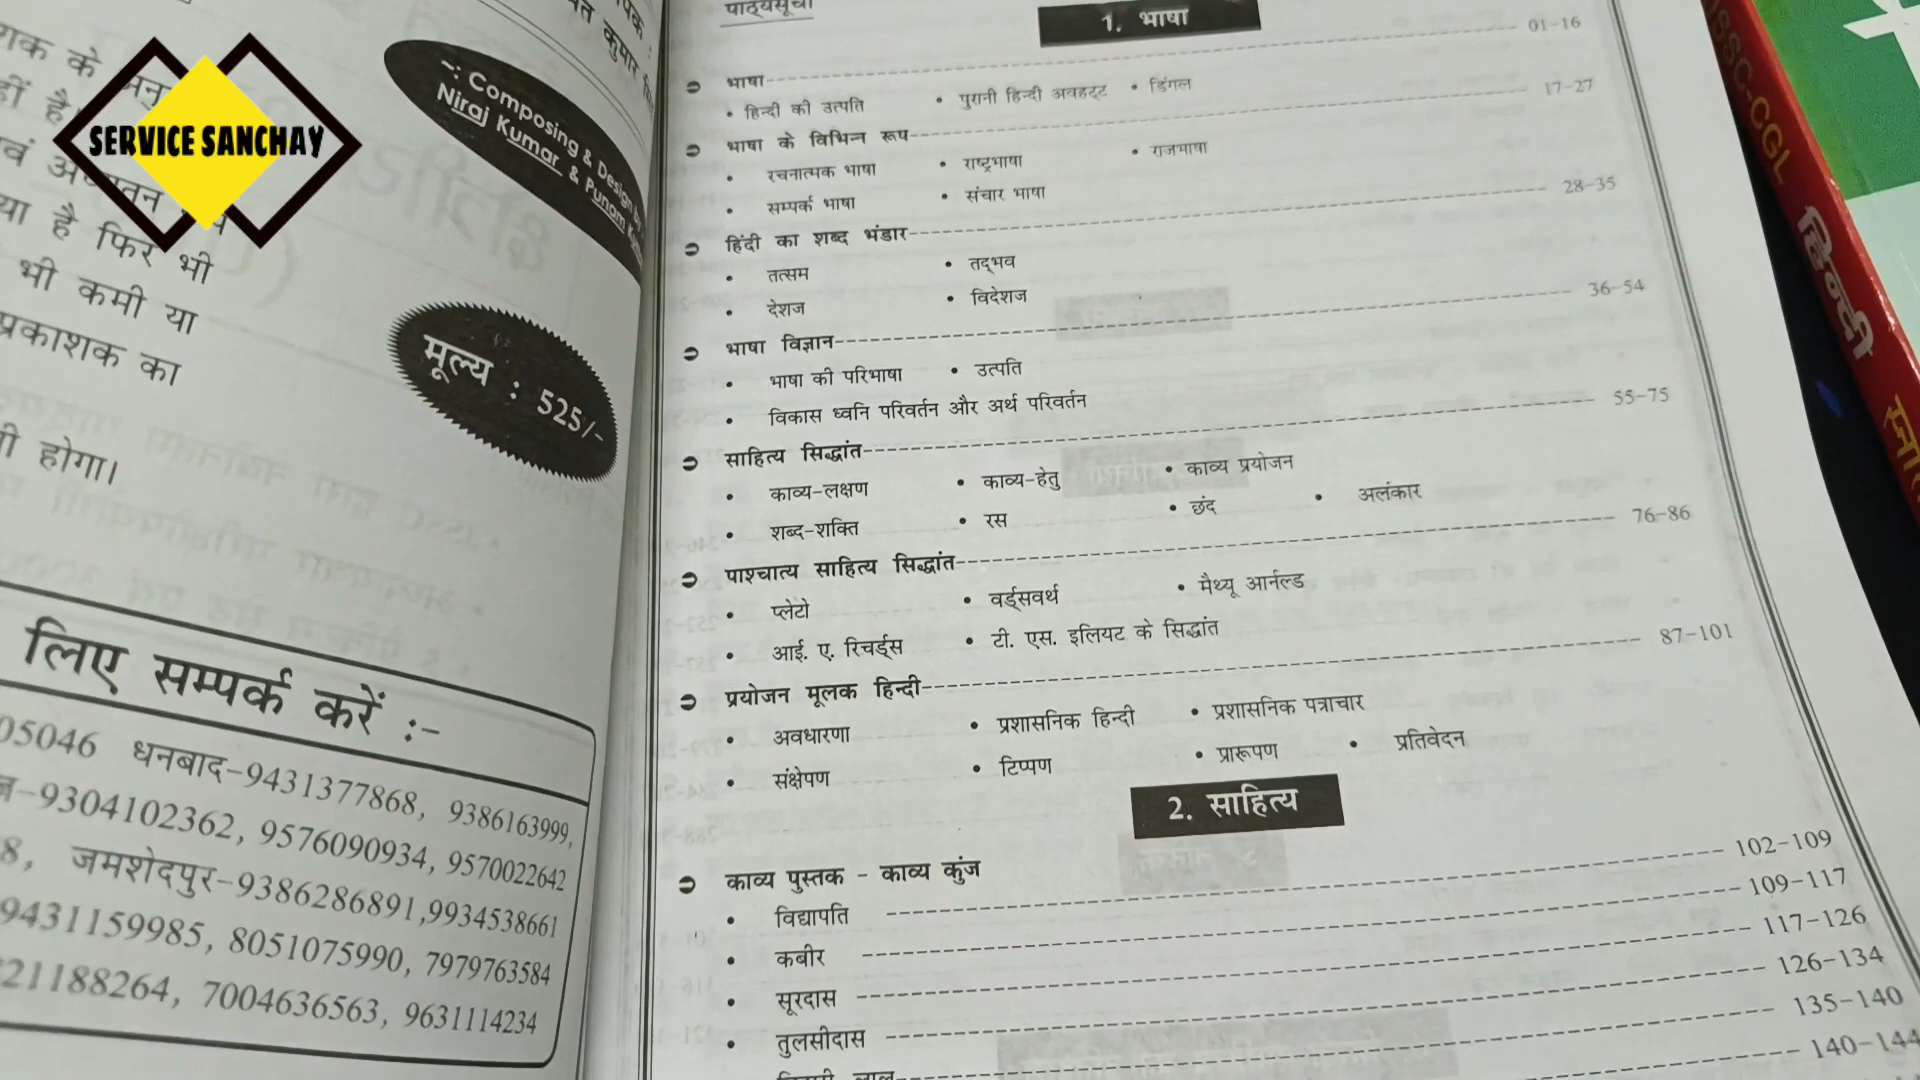 SERVICE SANCHAY
के
भी
भी कमी या
प्रकाशक का
होगा।
कुमार
-: Composing & Design by
Niraj Kumar & Punam
मूल्य : 525/-
लिए सम्पर्क करें :-
05046 धनबाद-9431377868, 9386163999,
-9304102362, 9576090934, 9570022642
8, जमशेदपुर-9386286891,9934538661
9431159985, 8051075990, 7979763584
21188264, 7004636563, 9631114234
पाठ्यसूची
1. भाषा
भाषा 01-16
• हिन्दी की उत्पति • पुरानी हिन्दी अवहट्ट • डिंगल
भाषा के विभिन्न रूप 17-27
• रचनात्मक भाषा • राष्ट्रभाषा • राजभाषा
• सम्पर्क भाषा • संचार भाषा
हिंदी का शब्द भंडार 28-35
• तत्सम • तद्भव
• देशज • विदेशज
भाषा विज्ञान 36-54
• भाषा की परिभाषा • उत्पति
• विकास ध्वनि परिवर्तन और अर्थ परिवर्तन
साहित्य सिद्धांत 55-75
• काव्य-लक्षण • काव्य-हेतु • काव्य प्रयोजन
• शब्द-शक्ति • रस • छंद • अलंकार
पाश्चात्य साहित्य सिद्धांत 76-86
• प्लेटो • वर्ड्सवर्थ • मैथ्यू आर्नल्ड
• आई. ए. रिचर्ड्स • टी. एस. इलियट के सिद्धांत
प्रयोजन मूलक हिन्दी 87-101
• अवधारणा • प्रशासनिक हिन्दी • प्रशासनिक पत्राचार
• संक्षेपण • टिप्पण • प्रारूपण • प्रतिवेदन
2. साहित्य
काव्य पुस्तक - काव्य कुंज
• विद्यापति 102-109
• कबीर 109-117
• सूरदास 117-126
• तुलसीदास 126-134
135-140
140-144
JSSC-CGL
हिन्दी